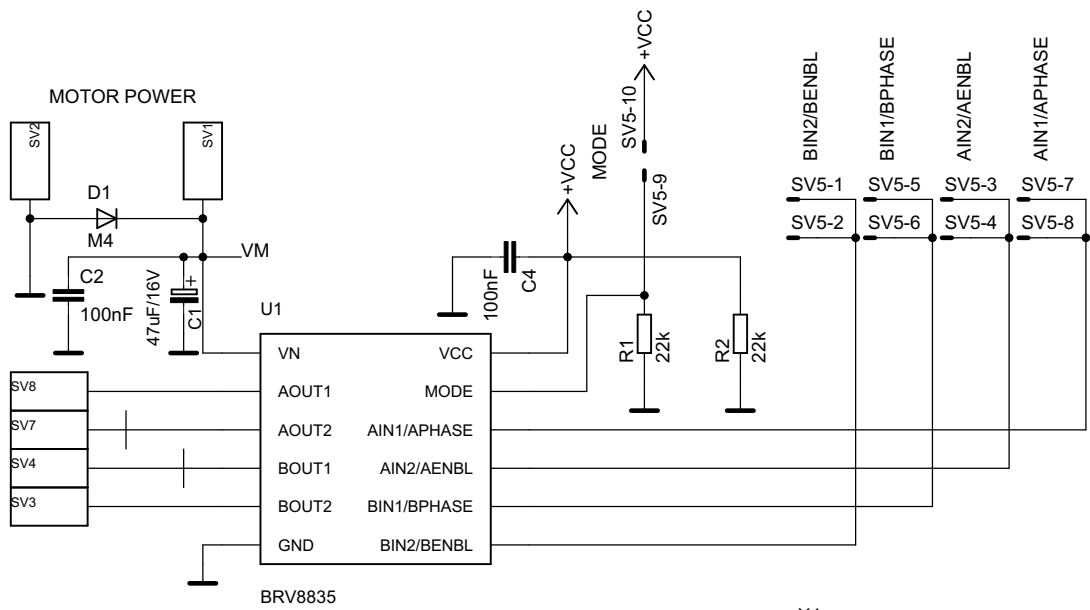 MOTOR POWER
SV2
SV1
D1
M4
VM
C2
100nF
47uF/16V
+
C1
+VCC
SV5-10
MODE
SV5-9
+VCC
100nF
C4
R1
22k
R2
22k
BIN2/BENBL
BIN1/BPHASE
AIN2/AENBL
AIN1/APHASE
SV5-1
SV5-5
SV5-3
SV5-7
SV5-2
SV5-6
SV5-4
SV5-8
U1
VN
VCC
SV8
AOUT1
MODE
SV7
AOUT2
AIN1/APHASE
SV4
BOUT1
AIN2/AENBL
SV3
BOUT2
BIN1/BPHASE
GND
BIN2/BENBL
BRV8835